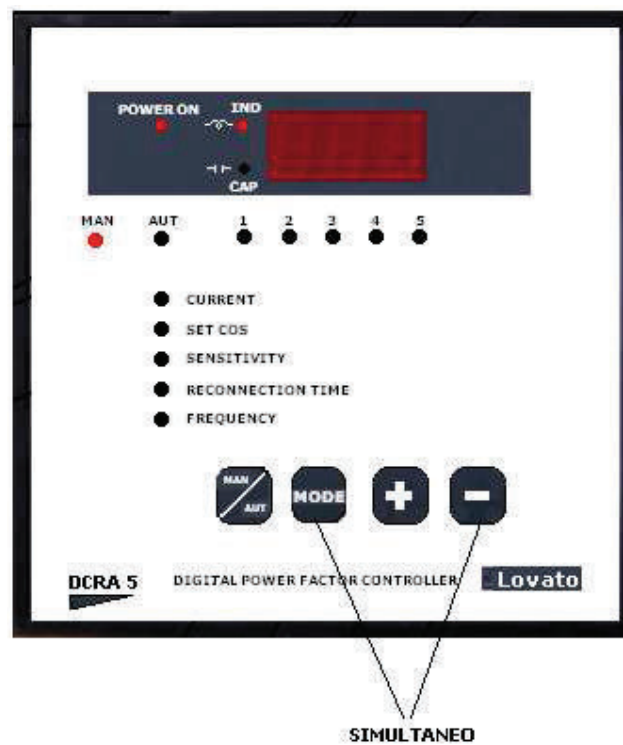 POWER ON IND
CAP
MAN AUT 1 2 3 4 5
CURRENT
SET COS
SENSITIVITY
RECONNECTION TIME
FREQUENCY
MAN
AUT
MODE
+
-
DCRA 5 DIGITAL POWER FACTOR CONTROLLER Lovato
SIMULTANEO